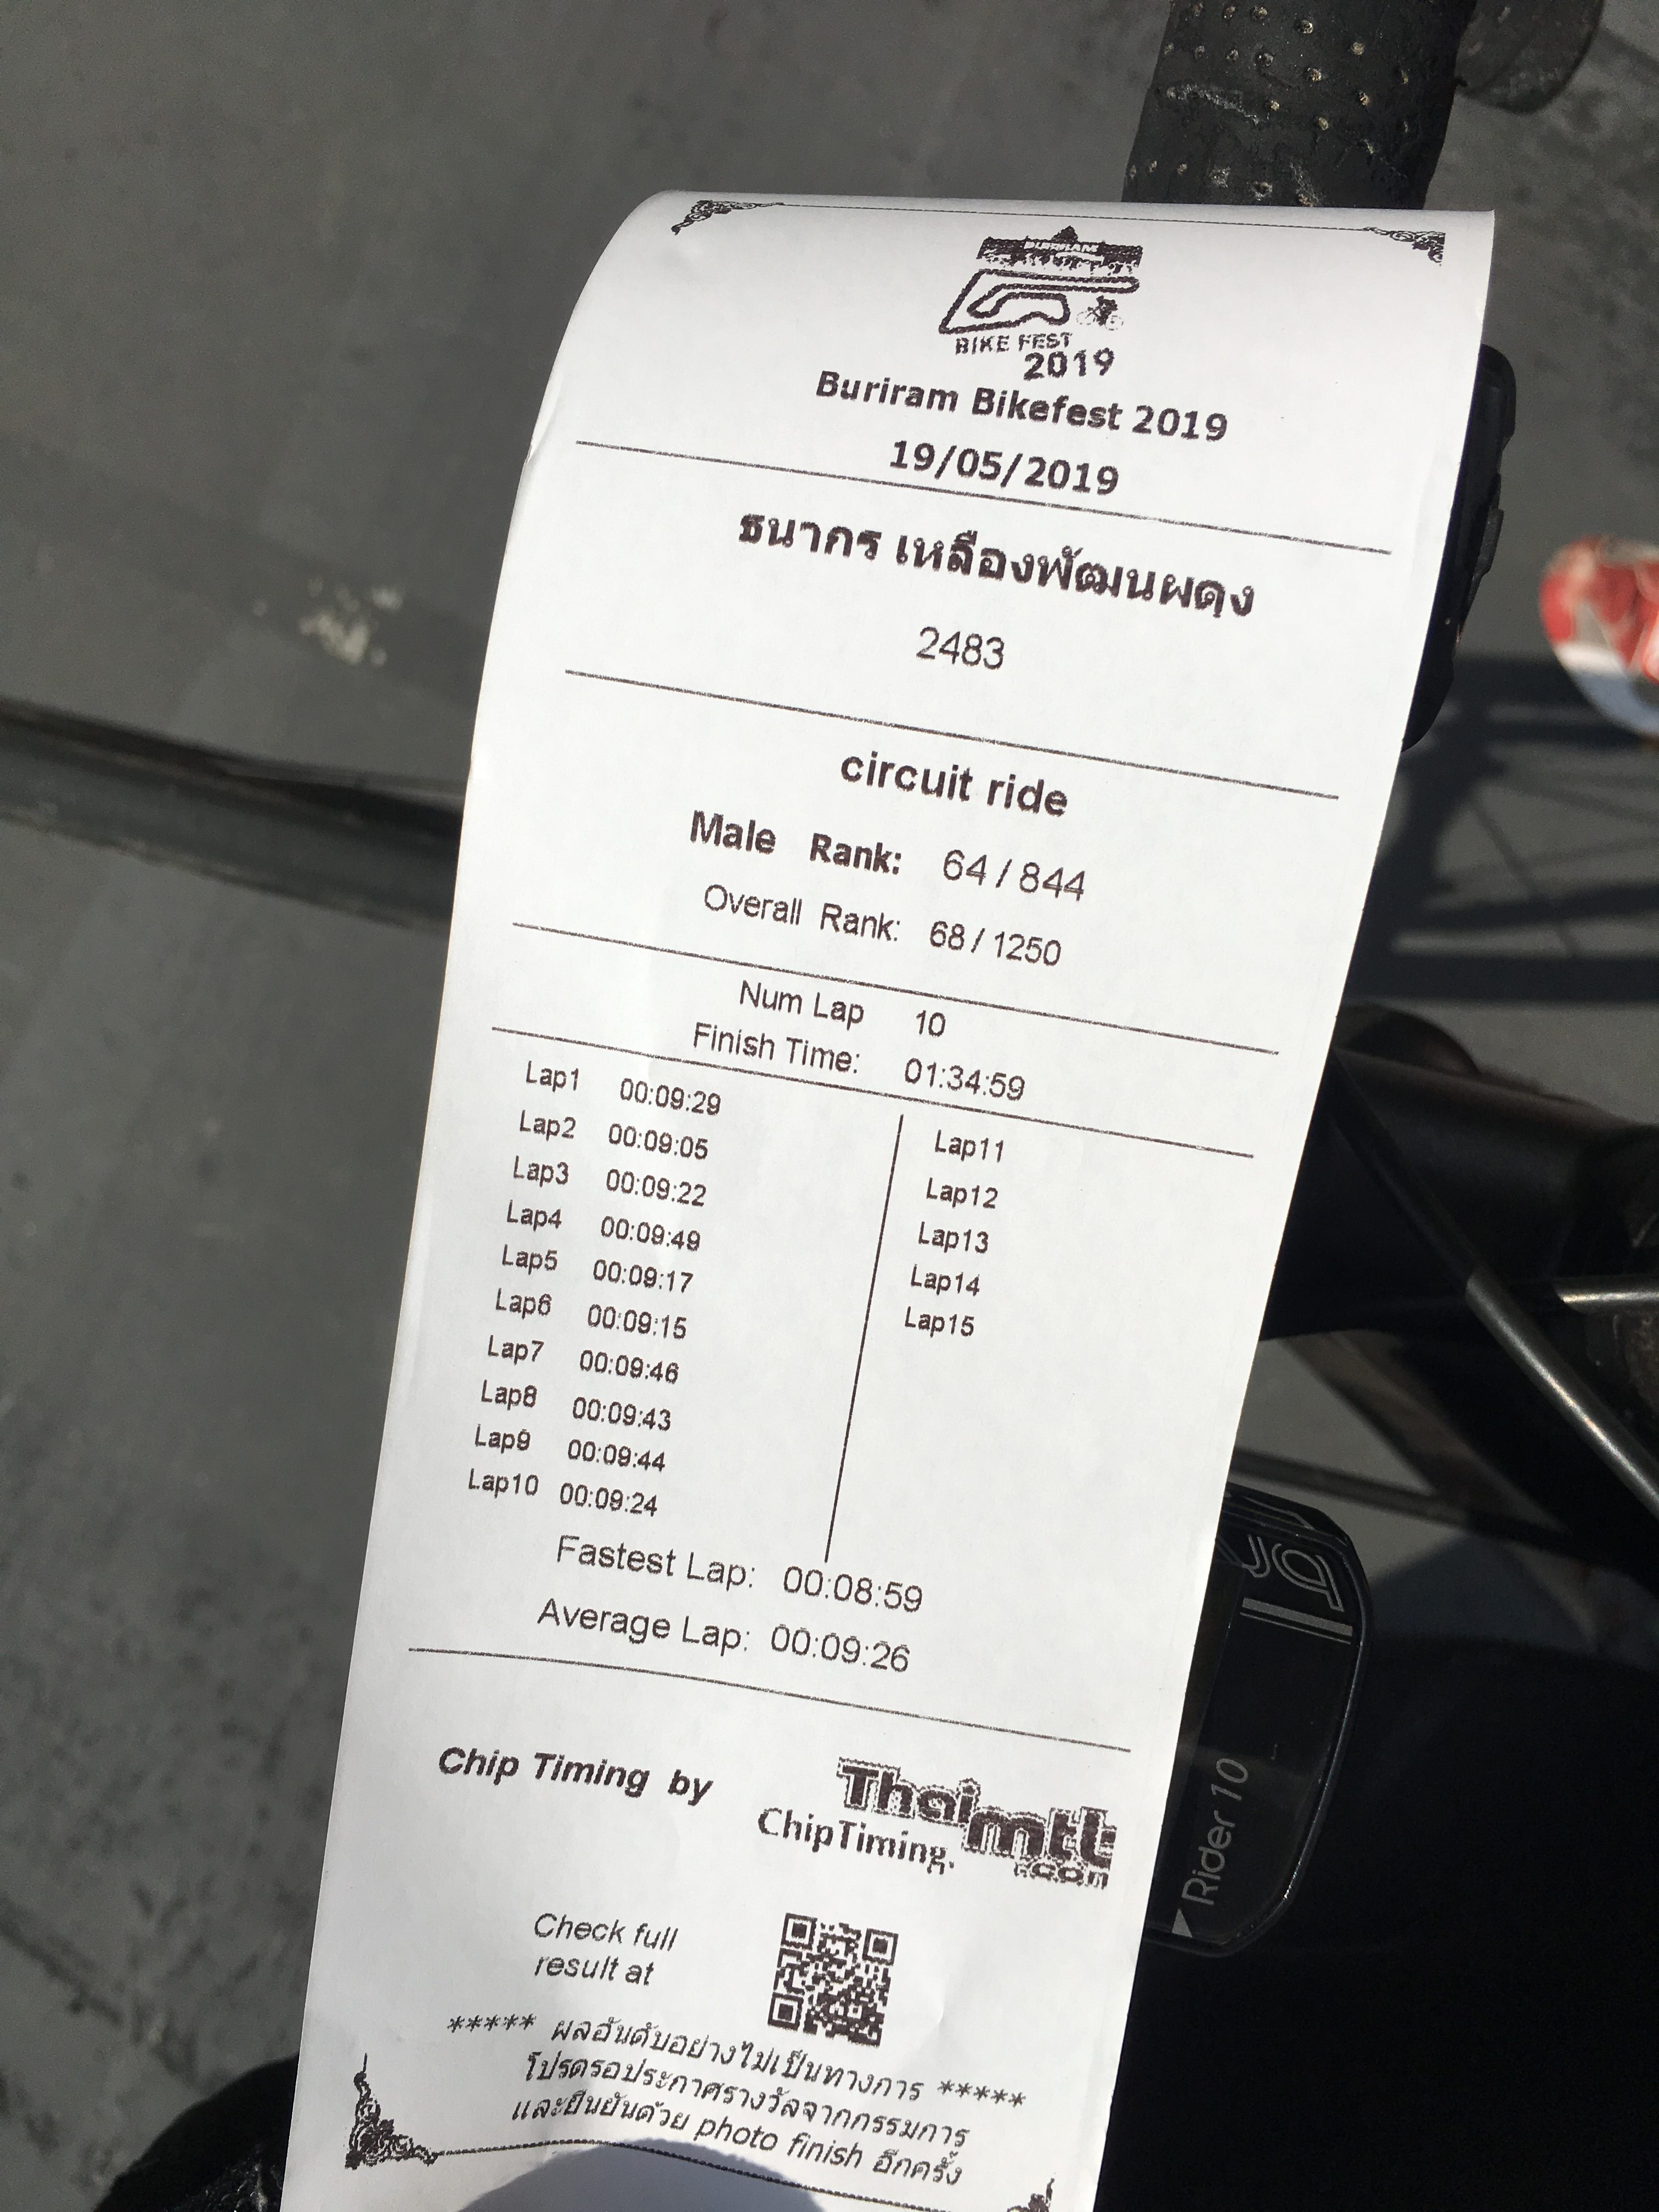 BURIRAM
BIKE FEST
2019
Buriram Bikefest 2019
19/05/2019
ธนากร เหลืองพัฒนผดุง
2483
circuit ride
Male Rank: 64 / 844
Overall Rank: 68 / 1250
Num Lap 10
Finish Time: 01:34:59
Lap1 00:09:29
Lap2 00:09:05
Lap3 00:09:22
Lap4 00:09:49
Lap5 00:09:17
Lap6 00:09:15
Lap7 00:09:46
Lap8 00:09:43
Lap9 00:09:44
Lap10 00:09:24
Lap11
Lap12
Lap13
Lap14
Lap15
Fastest Lap: 00:08:59
Average Lap: 00:09:26
Chip Timing by
Thaimtb
.com
ChipTiming.
Check full
result at
***** ผลอันดับอย่างไม่เป็นทางการ *****
โปรดรอประกาศรางวัลจากกรรมการ
และยืนยันด้วย photo finish อีกครั้ง
Rider 10